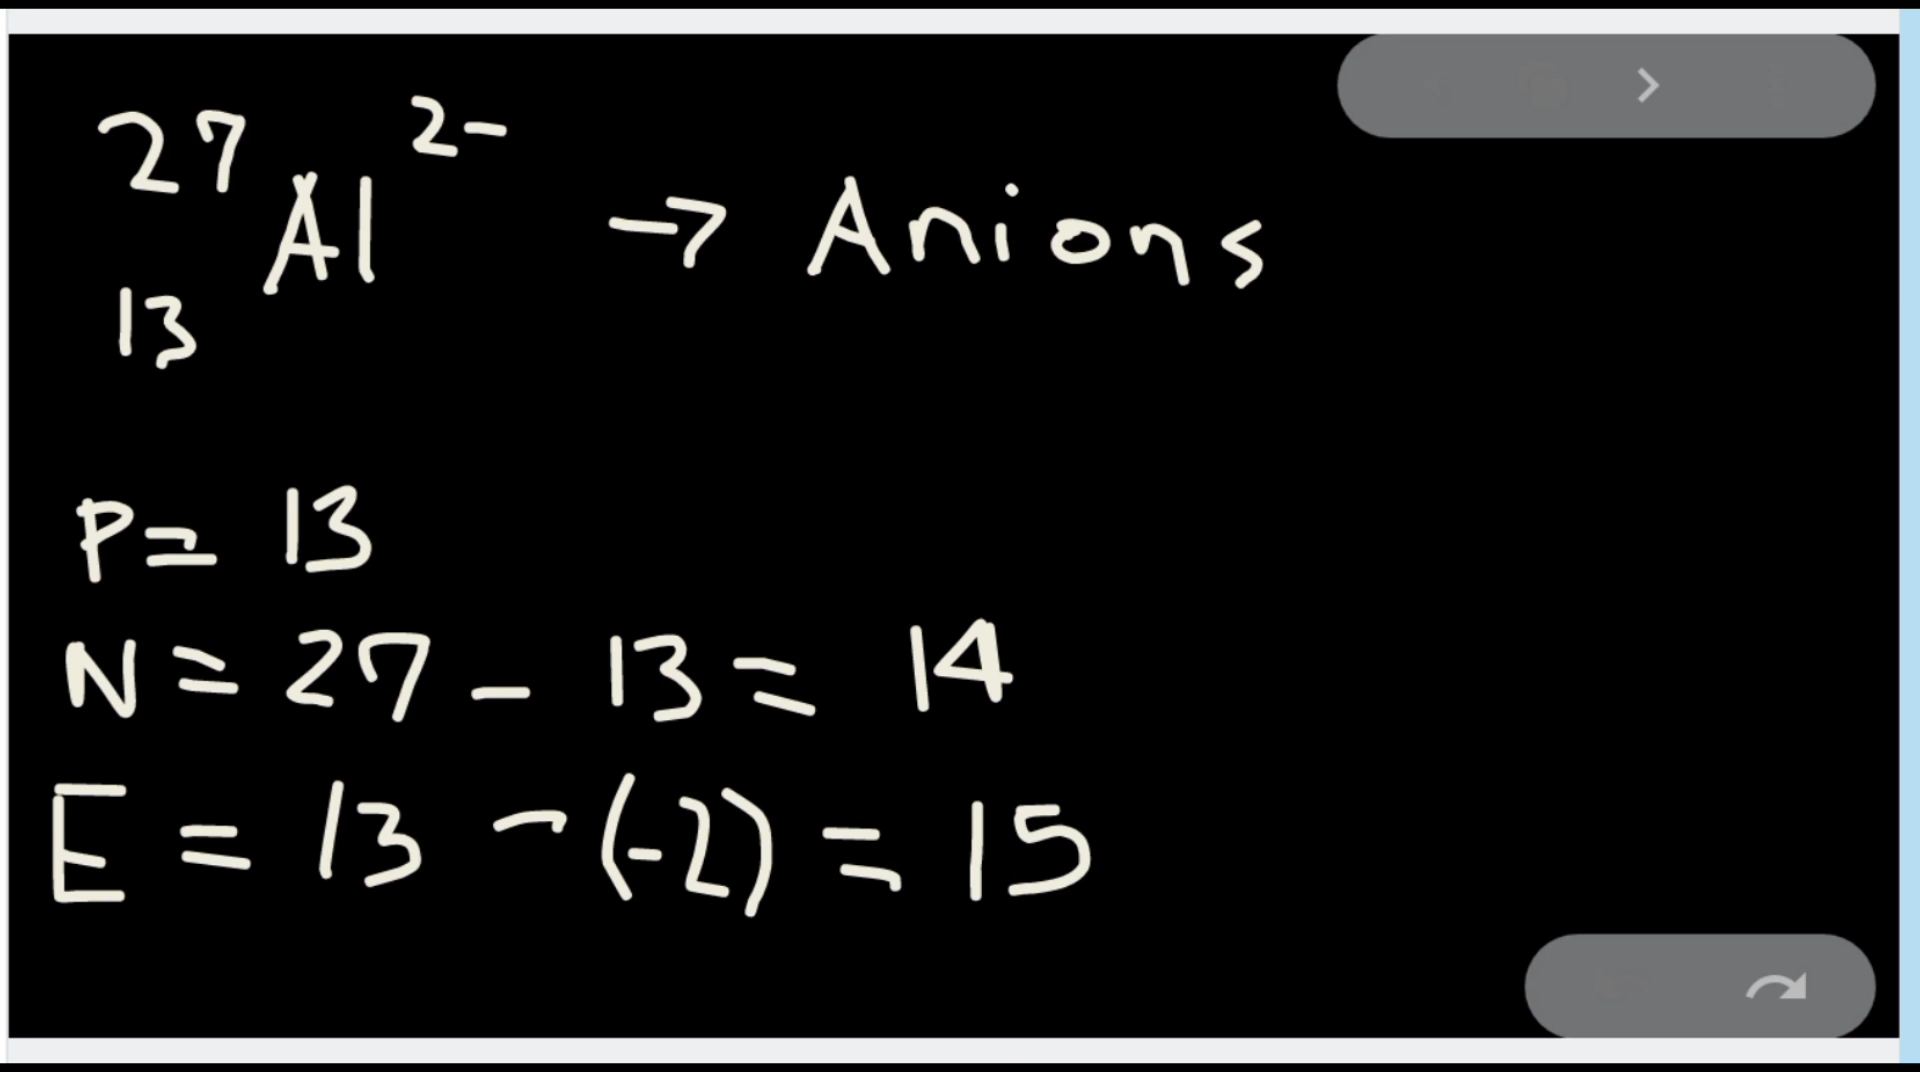 27 Al 2- → Anions
13
P= 13
N = 27 - 13 = 14
E = 13 - (-2) = 15